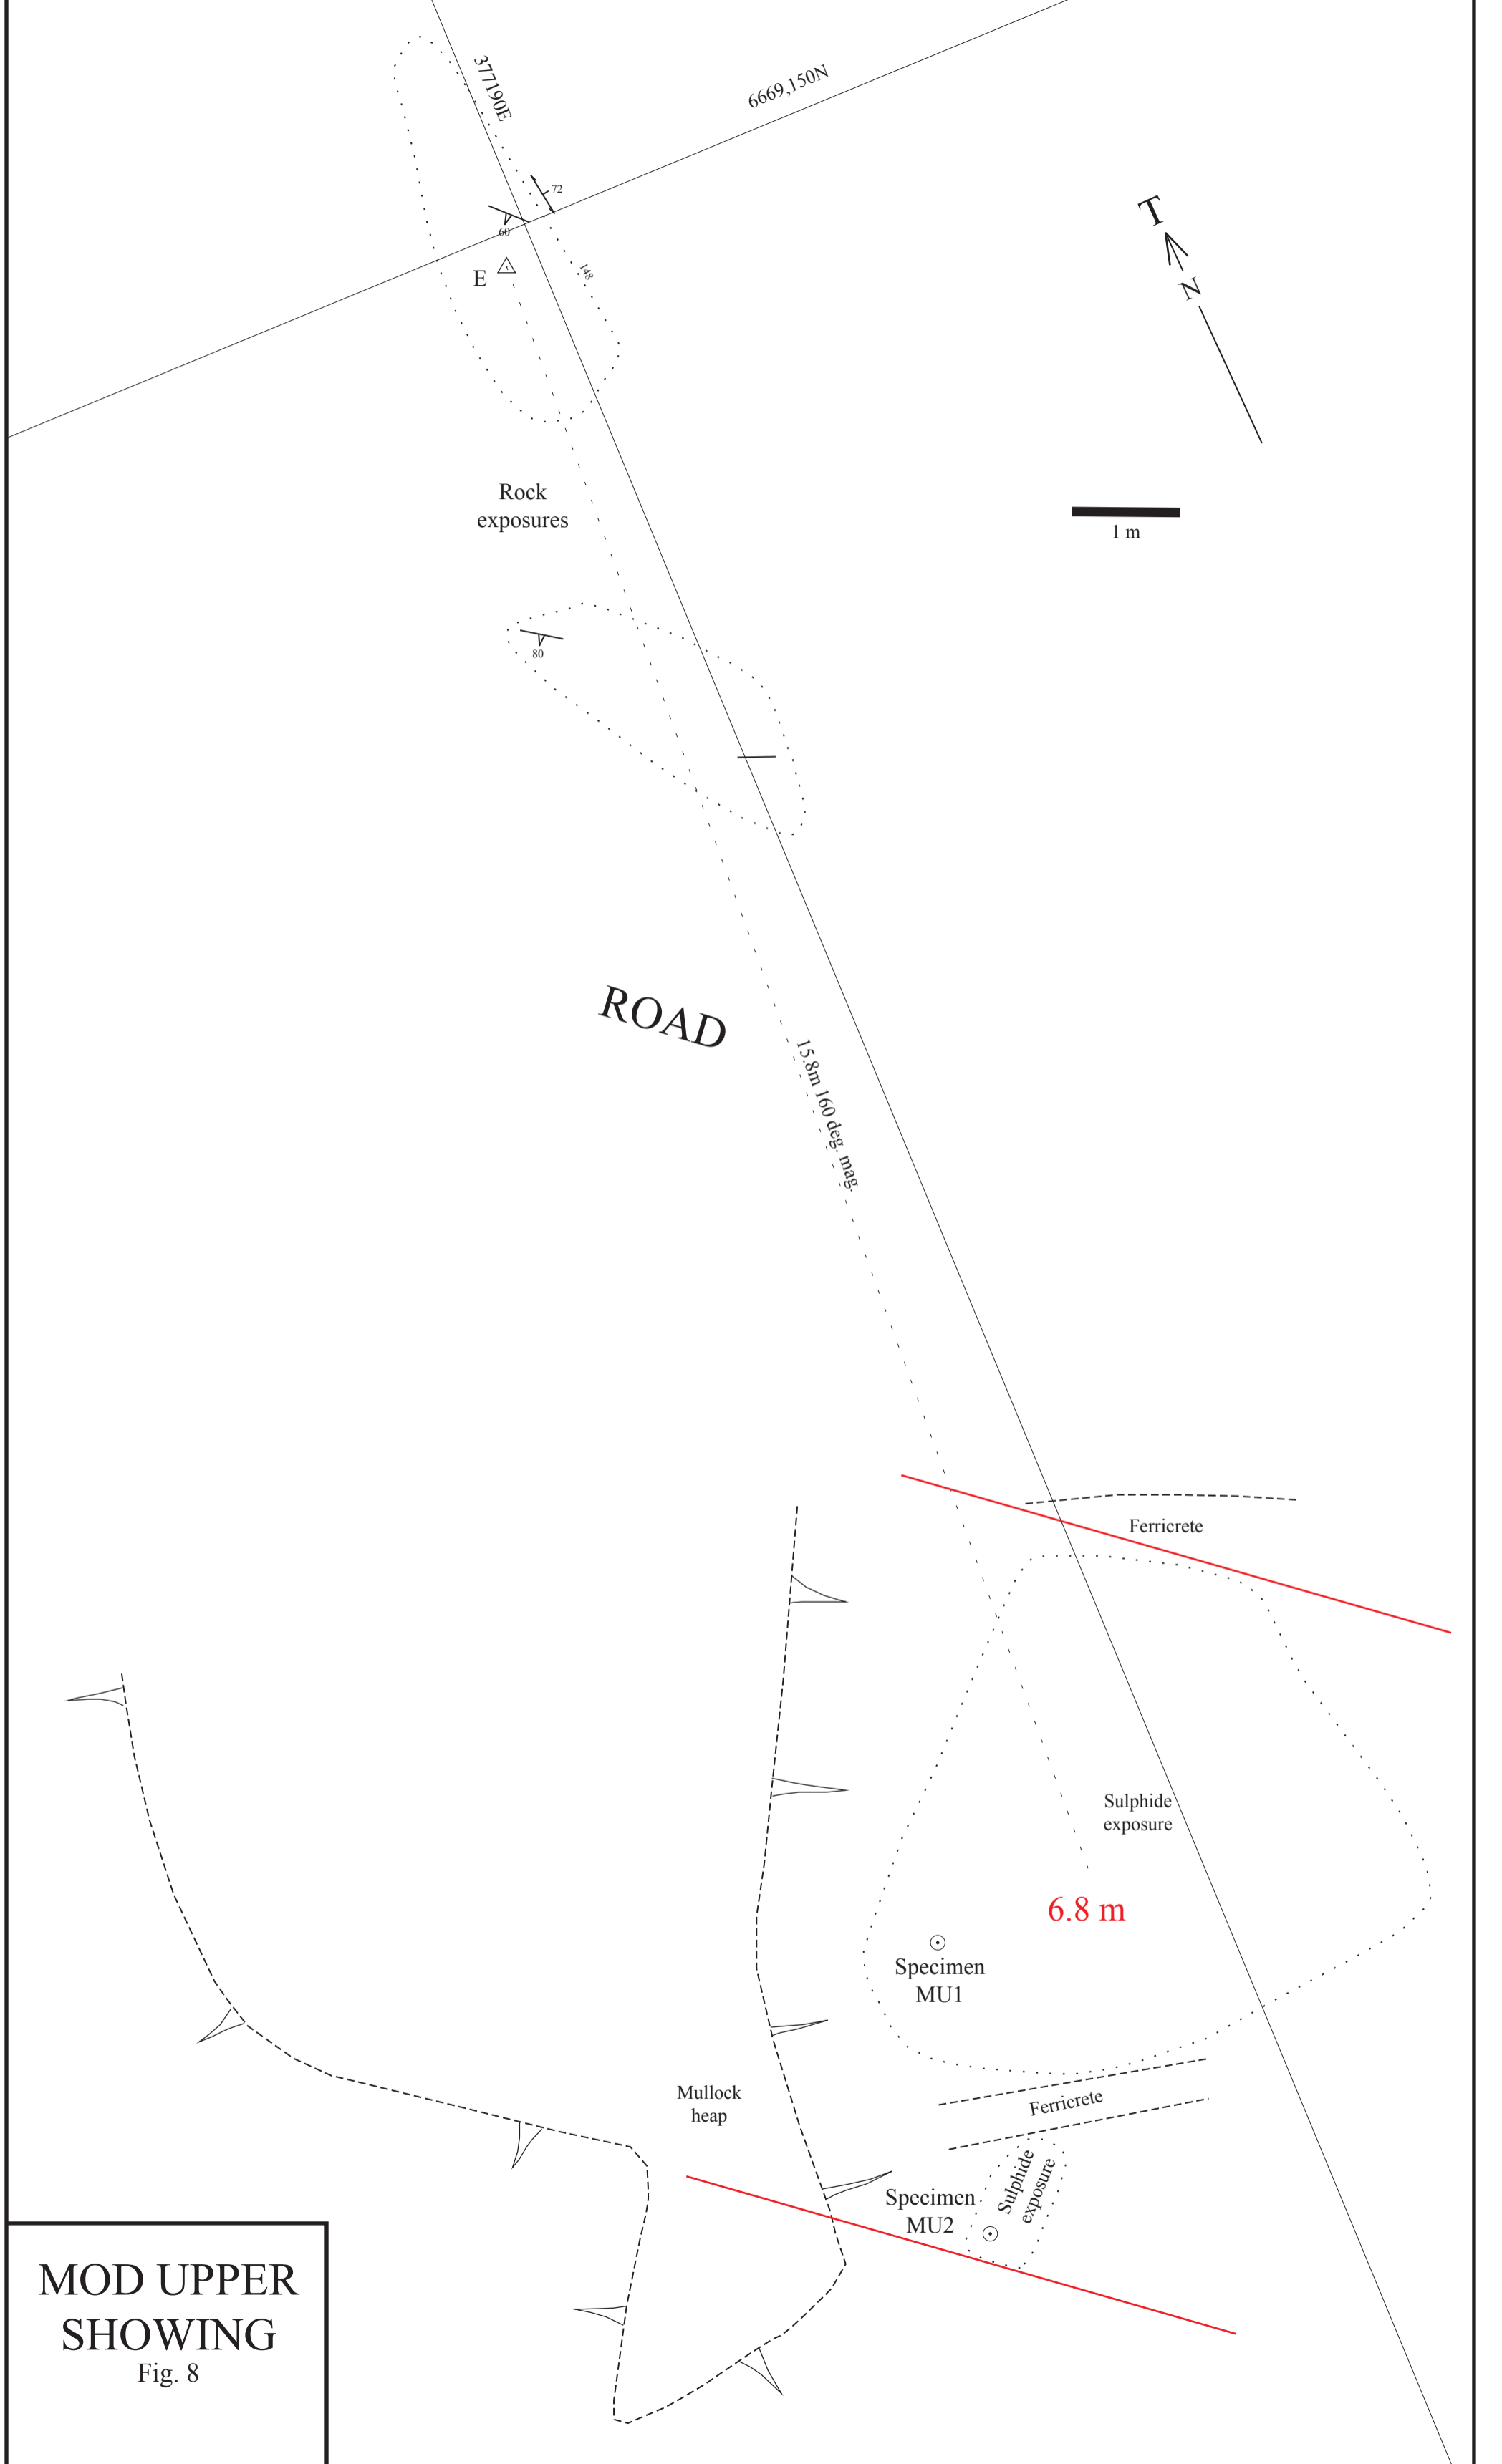 377190E
6669,150N
72
60
E
148
T
N
Rock
exposures
1 m
80
ROAD
15.8m 160 deg. mag.
Ferricrete
Sulphide
exposure
6.8 m
Specimen
MU1
Mullock
heap
Ferricrete
Sulphide
exposure
Specimen
MU2
MOD UPPER
SHOWING
Fig. 8